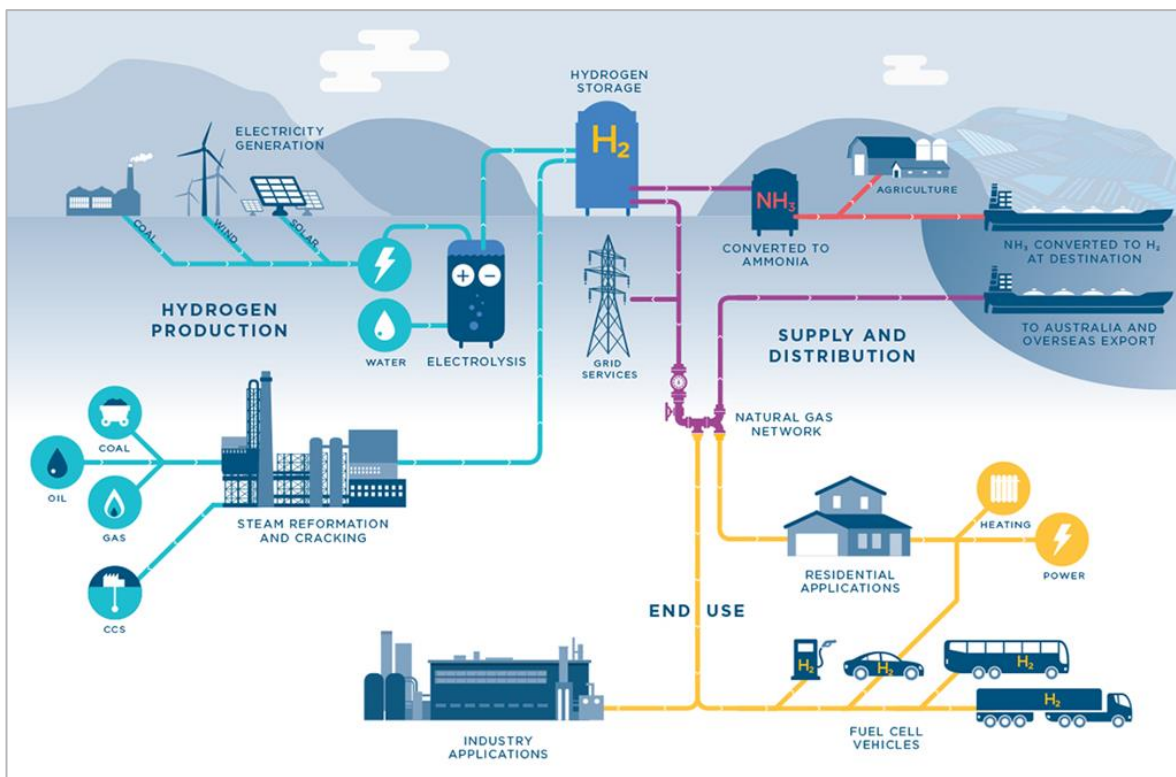 HYDROGEN
STORAGE
H₂
ELECTRICITY
GENERATION
COAL
WIND
SOLAR
HYDROGEN
PRODUCTION
WATER
ELECTROLYSIS
GRID
SERVICES
NH₃
CONVERTED TO
AMMONIA
AGRICULTURE
NH₃ CONVERTED TO H₂
AT DESTINATION
TO AUSTRALIA AND
OVERSEAS EXPORT
SUPPLY AND
DISTRIBUTION
NATURAL GAS
NETWORK
COAL
OIL
GAS
CCS
STEAM REFORMATION
AND CRACKING
RESIDENTIAL
APPLICATIONS
HEATING
POWER
END USE
INDUSTRY
APPLICATIONS
H₂
H₂
H₂
H₂
FUEL CELL
VEHICLES